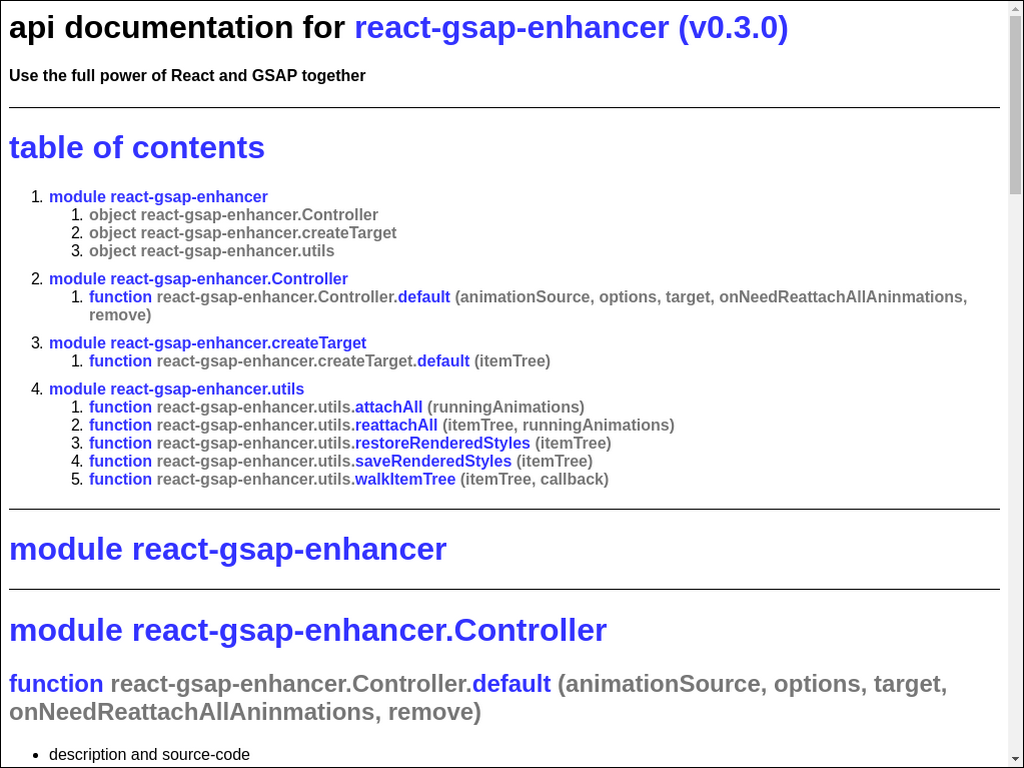 api documentation for react-gsap-enhancer (v0.3.0)
Use the full power of React and GSAP together
table of contents
1. module react-gsap-enhancer
1. object react-gsap-enhancer.Controller
2. object react-gsap-enhancer.createTarget
3. object react-gsap-enhancer.utils
2. module react-gsap-enhancer.Controller
1. function react-gsap-enhancer.Controller.default (animationSource, options, target, onNeedReattachAllAninmations,
remove)
3. module react-gsap-enhancer.createTarget
1. function react-gsap-enhancer.createTarget.default (itemTree)
4. module react-gsap-enhancer.utils
1. function react-gsap-enhancer.utils.attachAll (runningAnimations)
2. function react-gsap-enhancer.utils.reattachAll (itemTree, runningAnimations)
3. function react-gsap-enhancer.utils.restoreRenderedStyles (itemTree)
4. function react-gsap-enhancer.utils.saveRenderedStyles (itemTree)
5. function react-gsap-enhancer.utils.walkItemTree (itemTree, callback)
module react-gsap-enhancer
module react-gsap-enhancer.Controller
function react-gsap-enhancer.Controller.default (animationSource, options, target,
onNeedReattachAllAninmations, remove)
• description and source-code